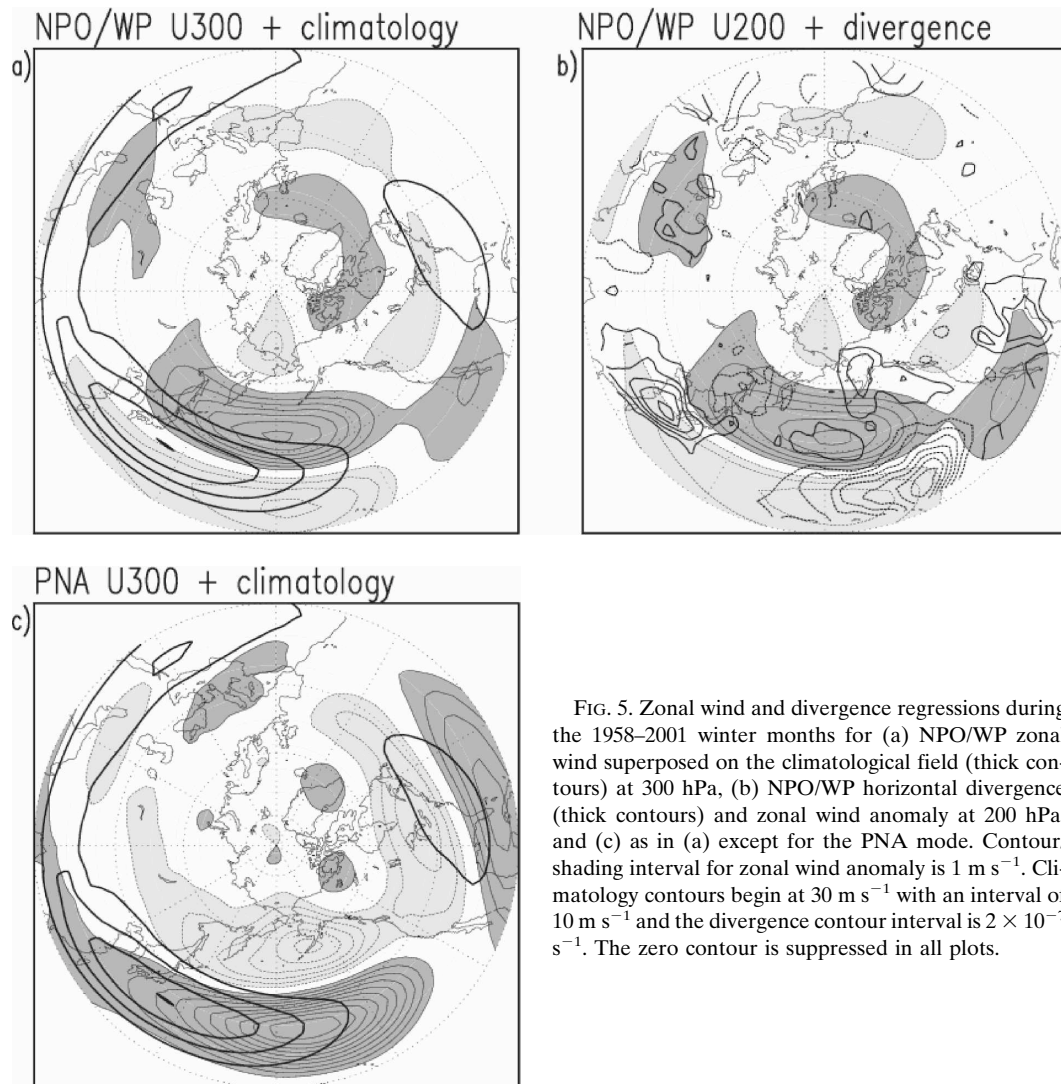 NPO/WP U300 + climatology
a)
NPO/WP U200 + divergence
b)
PNA U300 + climatology
c)
FIG. 5. Zonal wind and divergence regressions during
the 1958–2001 winter months for (a) NPO/WP zona
wind superposed on the climatological field (thick con-
tours) at 300 hPa, (b) NPO/WP horizontal divergence
(thick contours) and zonal wind anomaly at 200 hPa
and (c) as in (a) except for the PNA mode. Contour
shading interval for zonal wind anomaly is 1 m s⁻¹. Cli-
matology contours begin at 30 m s⁻¹ with an interval o
10 m s⁻¹ and the divergence contour interval is 2 × 10⁻⁷
s⁻¹. The zero contour is suppressed in all plots.